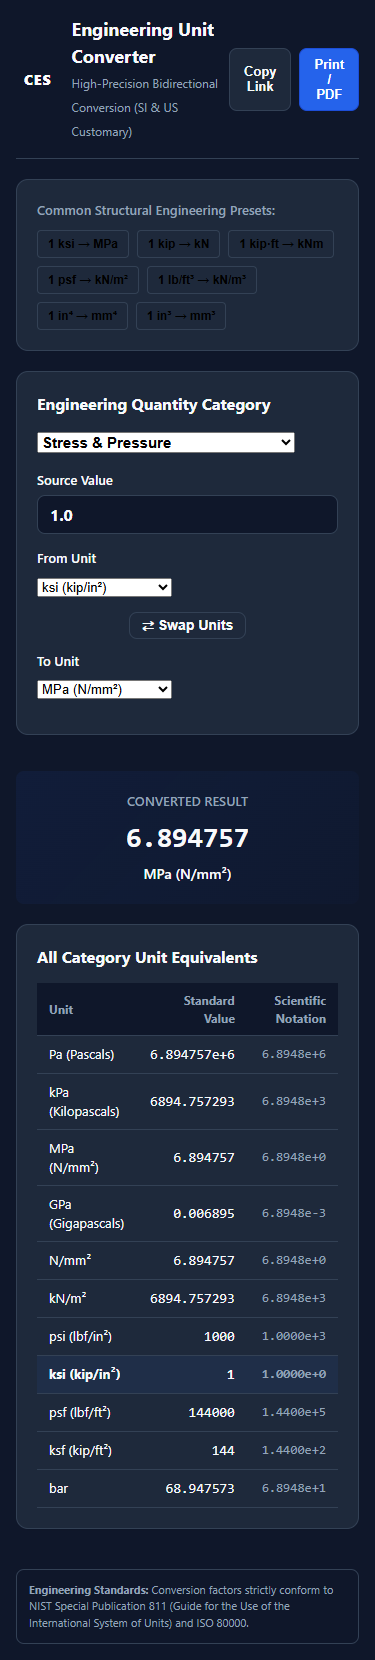 CES
Engineering Unit
Converter
High-Precision Bidirectional
Conversion (SI & US
Customary)
Copy
Link
Print
/
PDF
Common Structural Engineering Presets:
1 ksi → MPa
1 kip → kN
1 kip·ft → kNm
1 psf → kN/m²
1 lb/ft³ → kN/m³
1 in⁴ → mm⁴
1 in³ → mm³
Engineering Quantity Category
Stress & Pressure
Source Value
1.0
From Unit
ksi (kip/in²)
⇄ Swap Units
To Unit
MPa (N/mm²)
CONVERTED RESULT
6.894757
MPa (N/mm²)
All Category Unit Equivalents
Unit Standard Value Scientific Notation
Pa (Pascals) 6.894757e+6 6.8948e+6
kPa (Kilopascals) 6894.757293 6.8948e+3
MPa (N/mm²) 6.894757 6.8948e+0
GPa (Gigapascals) 0.006895 6.8948e-3
N/mm² 6.894757 6.8948e+0
kN/m² 6894.757293 6.8948e+3
psi (lbf/in²) 1000 1.0000e+3
ksi (kip/in²) 1 1.0000e+0
psf (lbf/ft²) 144000 1.4400e+5
ksf (kip/ft²) 144 1.4400e+2
bar 68.947573 6.8948e+1
Engineering Standards: Conversion factors strictly conform to
NIST Special Publication 811 (Guide for the Use of the
International System of Units) and ISO 80000.